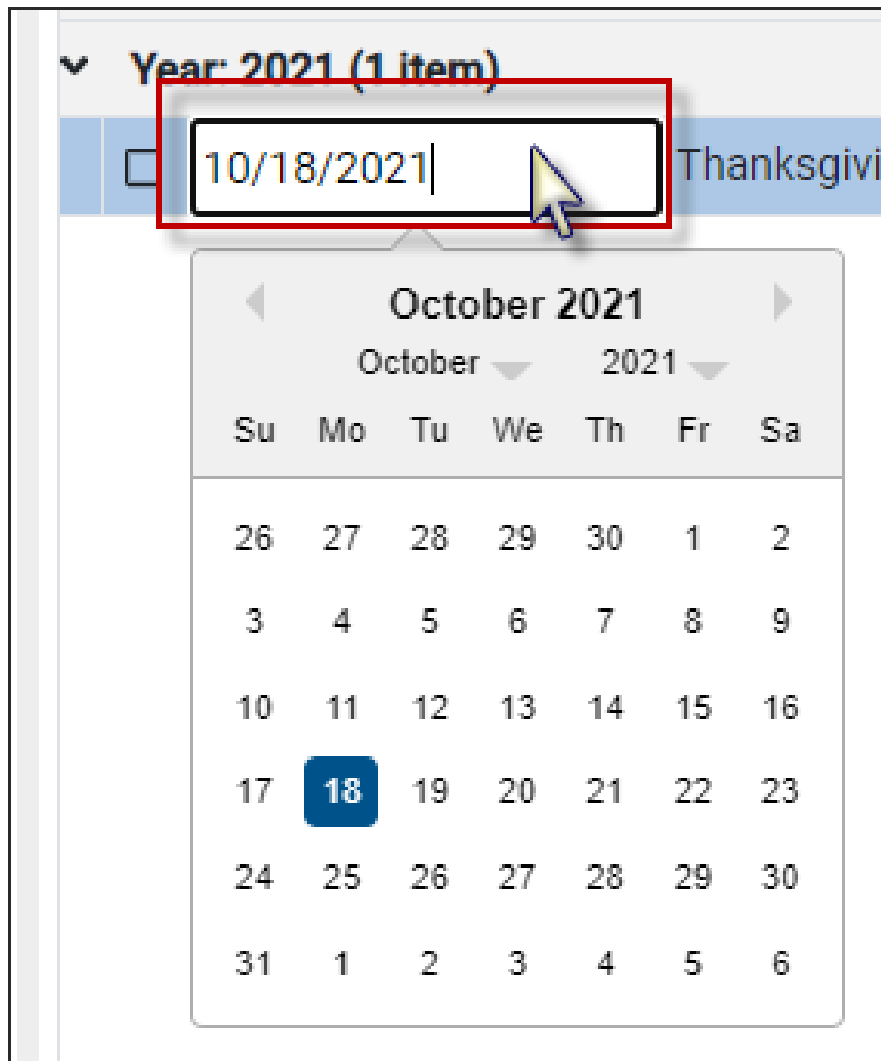 Year: 2021 (1 item)
10/18/2021 Thanksgivi
October 2021
October 2021
Su Mo Tu We Th Fr Sa
26 27 28 29 30 1 2
3 4 5 6 7 8 9
10 11 12 13 14 15 16
17 18 19 20 21 22 23
24 25 26 27 28 29 30
31 1 2 3 4 5 6